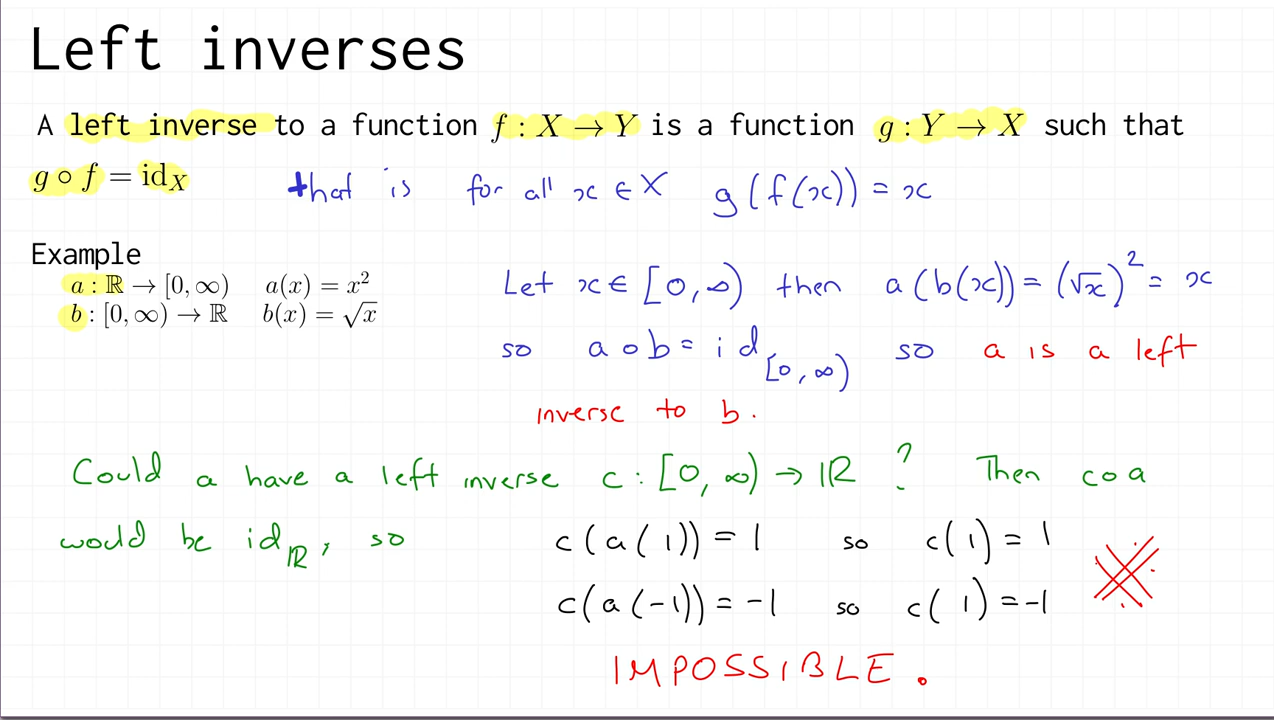 Left inverses
A left inverse to a function f : X → Y is a function g : Y → X such that
g ∘ f = id_X that is for all x ∈ X g(f(x)) = x
Example
a : ℝ → [0, ∞) a(x) = x²
b : [0, ∞) → ℝ b(x) = √x
Let x ∈ [0, ∞) then a(b(x)) = (√x)² = x
so a ∘ b = id_[0, ∞) so a is a left
inverse to b.
Could a have a left inverse c : [0, ∞) → ℝ ? Then c ∘ a
would be id_ℝ, so c(a(1)) = 1 so c(1) = 1
c(a(-1)) = -1 so c(1) = -1
IMPOSSIBLE.